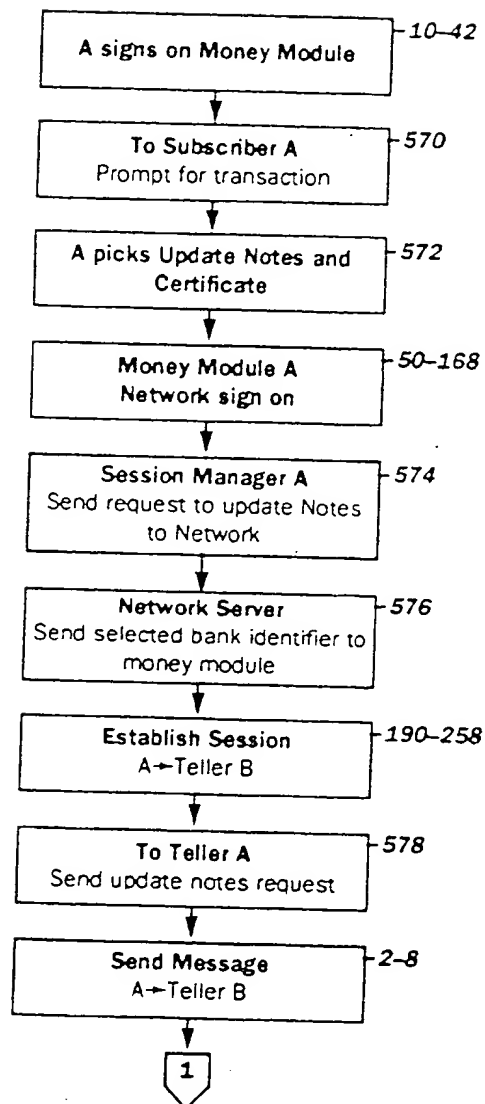 A signs on Money Module
10–42
To Subscriber A
Prompt for transaction
570
A picks Update Notes and
Certificate
572
Money Module A
Network sign on
50–168
Session Manager A
Send request to update Notes
to Network
574
Network Server
Send selected bank identifier to
money module
576
Establish Session
A→Teller B
190–258
To Teller A
Send update notes request
578
Send Message
A→Teller B
2–8
1